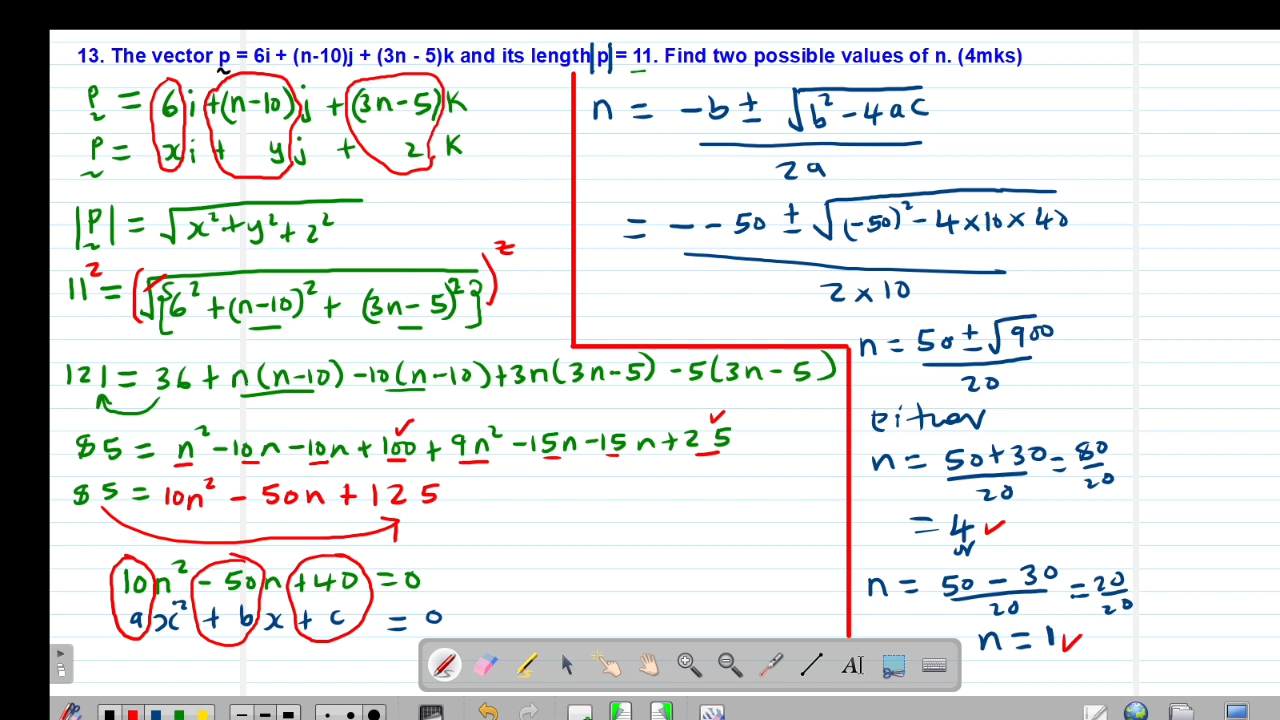 13. The vector p = 6i + (n-10)j + (3n - 5)k and its length |p| = 11. Find two possible values of n. (4mks)
P = 6i + (n-10)j + (3n-5)K
P = xi + yj + zK
|P| = √x² + y² + z²
11² = (√{6² + (n-10)² + (3n-5)²})²
121 = 36 + n(n-10) -10(n-10) + 3n(3n-5) - 5(3n-5)
85 = n² -10n -10n + 100 + 9n² -15n -15n + 25
85 = 10n² - 50n + 125
10n² - 50n + 40 = 0
ax² + bx + c = 0
n = -b ± √b² - 4ac
2a
= - -50 ± √(-50)² - 4×10×40
2 × 10
n = 50 ± √900
20
either
n = 50+30 = 80
20 20
= 4 ✓
or
n = 50 - 30 = 20
20 20
n = 1 ✓
AI